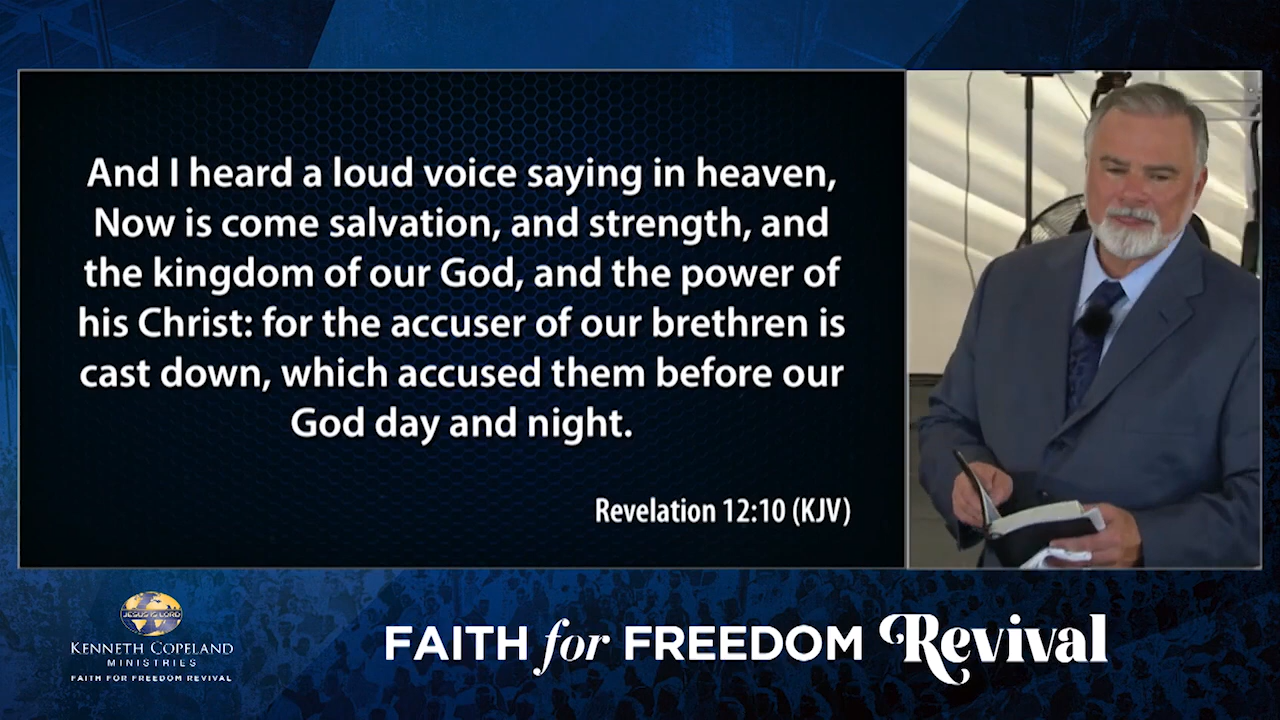 And I heard a loud voice saying in heaven,
Now is come salvation, and strength, and
the kingdom of our God, and the power of
his Christ: for the accuser of our brethren is
cast down, which accused them before our
God day and night.
Revelation 12:10 (KJV)
JESUS IS LORD
KENNETH COPELAND
MINISTRIES
FAITH FOR FREEDOM REVIVAL
FAITH for FREEDOM Revival